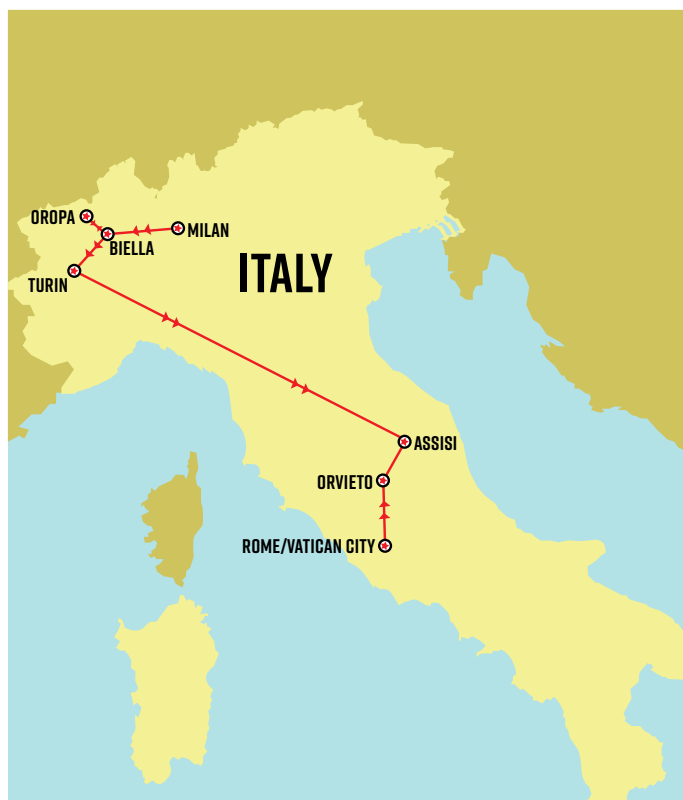 OROPA
MILAN
BIELLA
ITALY
TURIN
ASSISI
ORVIETO
ROME/VATICAN CITY